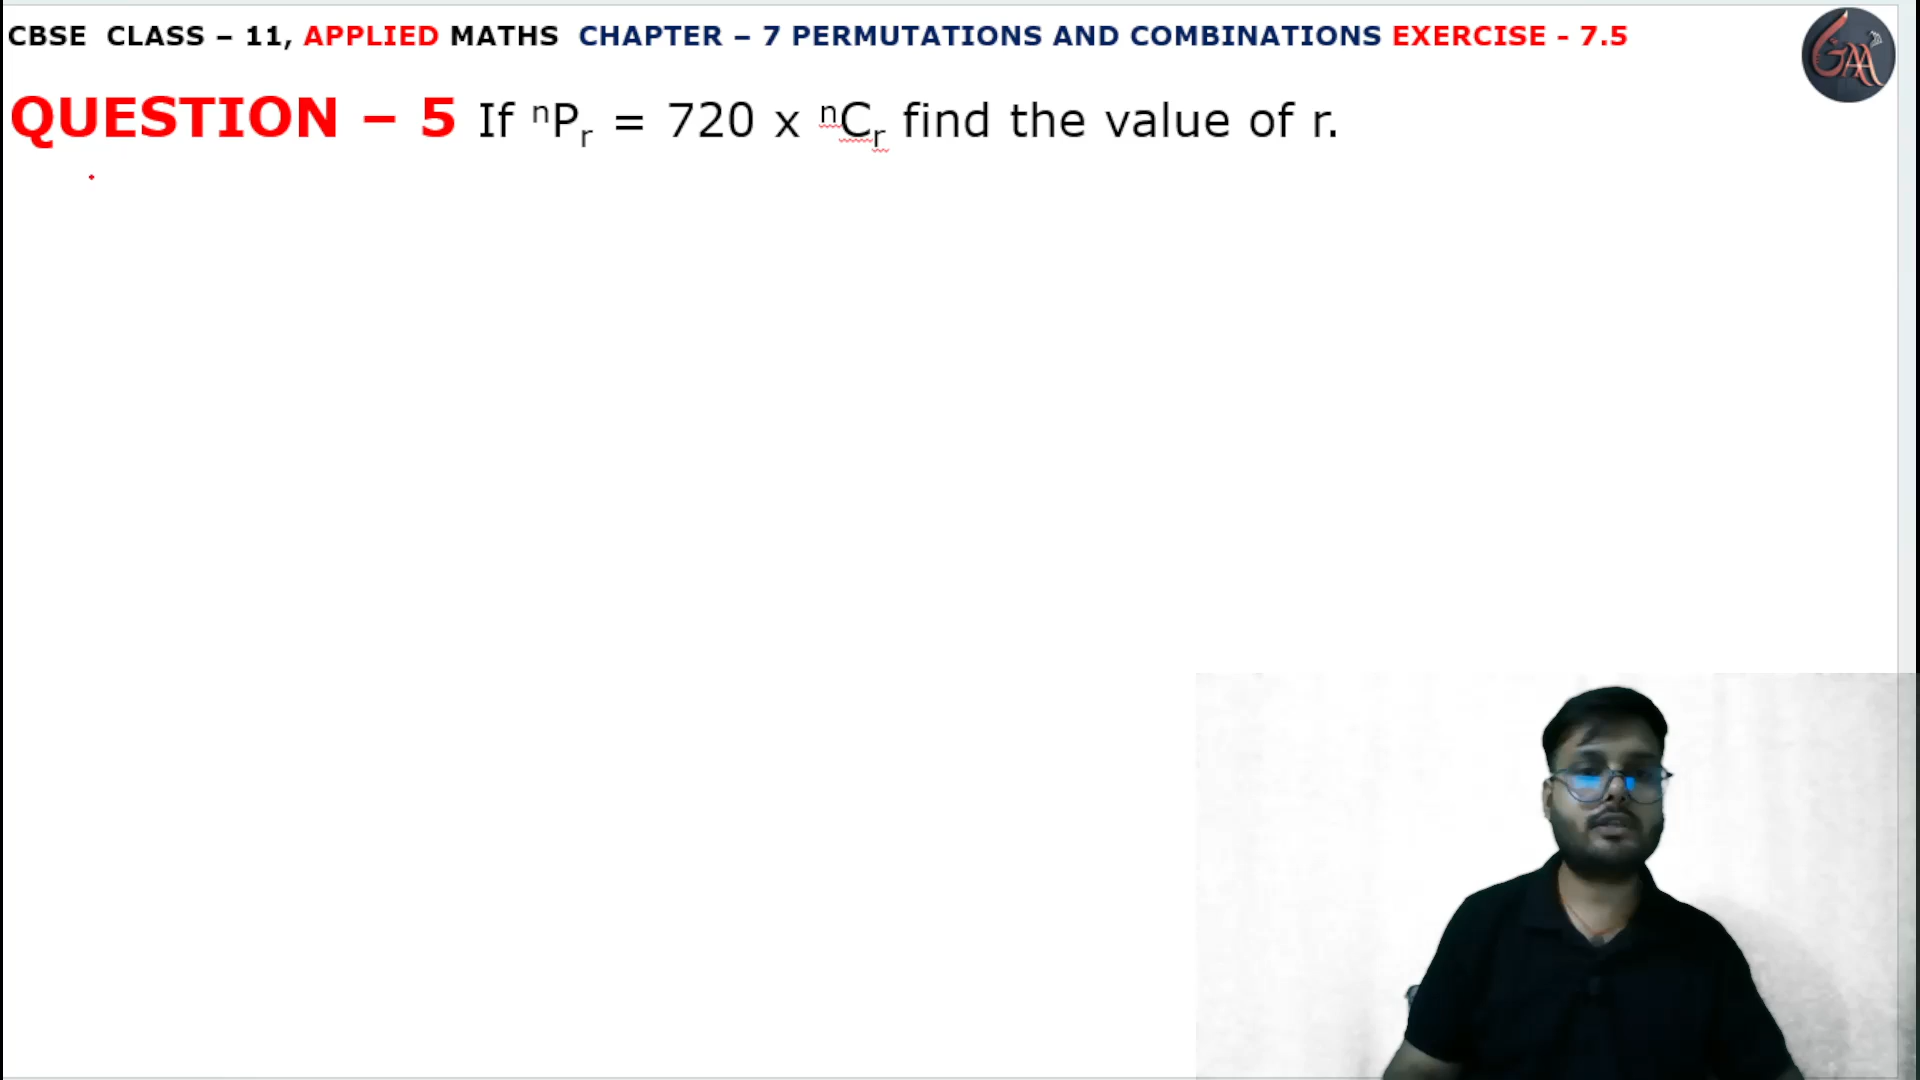 CBSE CLASS – 11, APPLIED MATHS CHAPTER – 7 PERMUTATIONS AND COMBINATIONS EXERCISE - 7.5
QUESTION – 5 If ⁿPᵣ = 720 x ⁿCᵣ find the value of r.